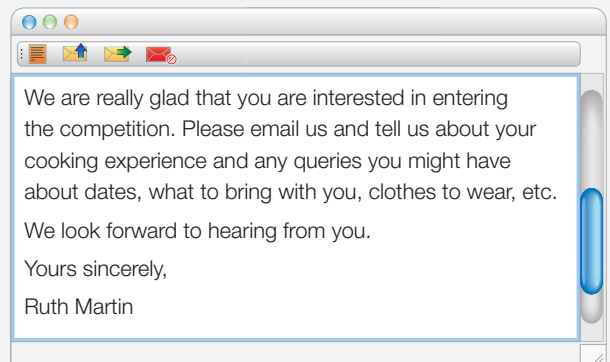 We are really glad that you are interested in entering
the competition. Please email us and tell us about your
cooking experience and any queries you might have
about dates, what to bring with you, clothes to wear, etc.
We look forward to hearing from you.
Yours sincerely,
Ruth Martin